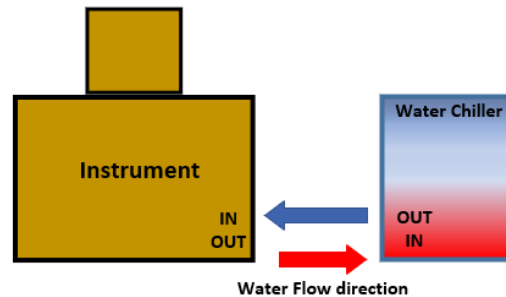 Water Chiller
Instrument
IN
OUT
OUT
IN
Water Flow direction